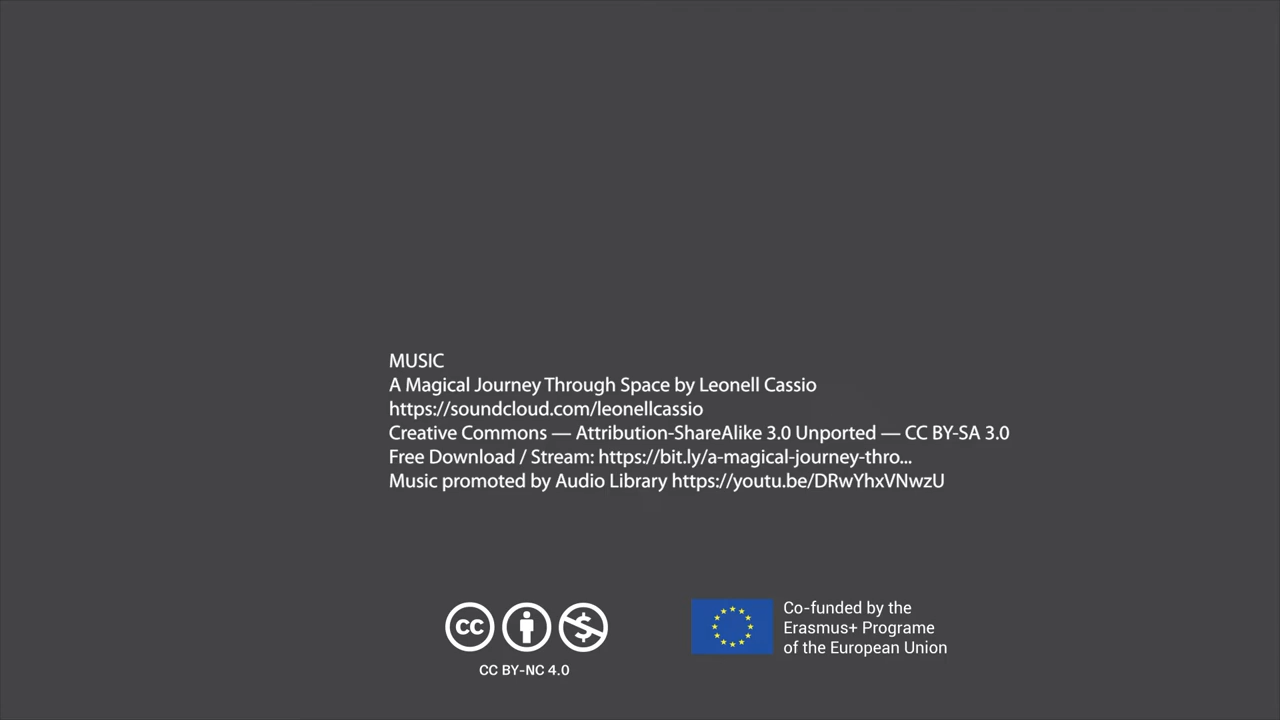 MUSIC
A Magical Journey Through Space by Leonell Cassio
https://soundcloud.com/leonellcassio
Creative Commons — Attribution-ShareAlike 3.0 Unported — CC BY-SA 3.0
Free Download / Stream: https://bit.ly/a-magical-journey-thro...
Music promoted by Audio Library https://youtu.be/DRwYhxVNwzU
CC
CC BY-NC 4.0
Co-funded by the
Erasmus+ Programe
of the European Union